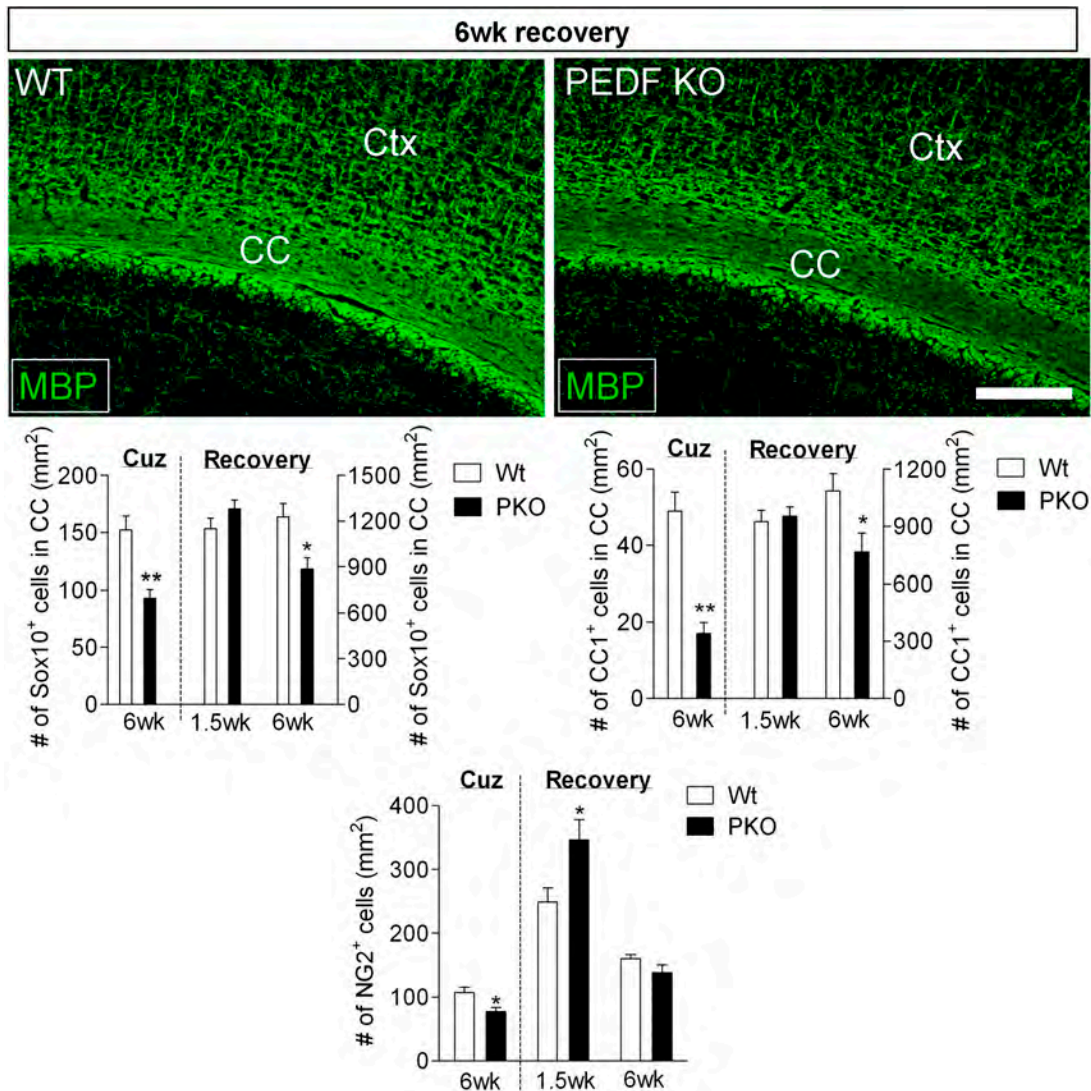 6wk recovery
WT
Ctx
CC
MBP
PEDF KO
Ctx
CC
MBP
# of Sox10⁺ cells in CC (mm²)
200
150
100
50
0
Cuz
Recovery
**
*
6wk
1.5wk
6wk
1500
1200
900
600
300
0
# of Sox10⁺ cells in CC (mm²)
Wt
PKO
# of CC1⁺ cells in CC (mm²)
60
40
20
0
Cuz
Recovery
**
*
6wk
1.5wk
6wk
1200
900
600
300
0
# of CC1⁺ cells in CC (mm²)
Wt
PKO
# of NG2⁺ cells (mm²)
400
300
200
100
0
Cuz
Recovery
*
*
6wk
1.5wk
6wk
Wt
PKO